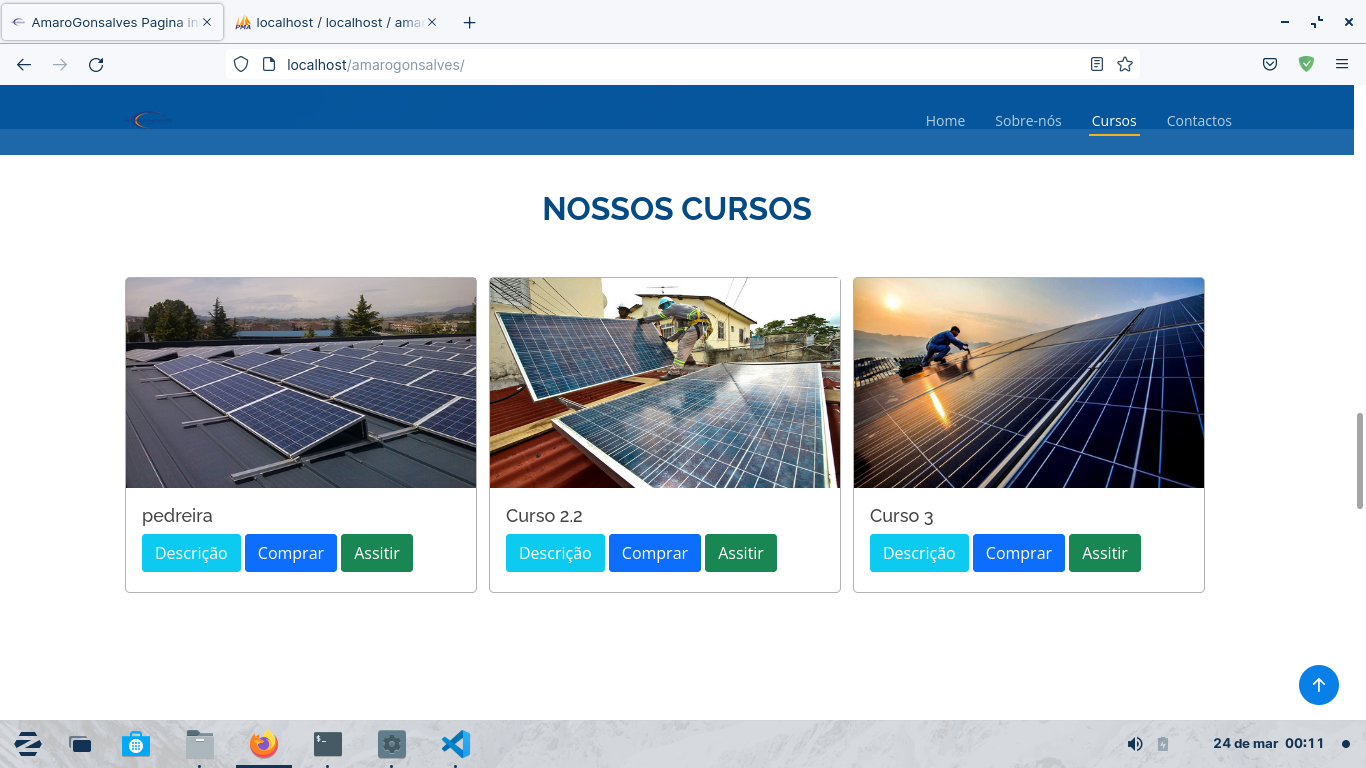 AmaroGonsalves Pagina in
localhost / localhost / amar
localhost/amarogonsalves/
Home Sobre-nós Cursos Contactos
NOSSOS CURSOS
pedreira
Descrição Comprar Assitir
Curso 2.2
Descrição Comprar Assitir
Curso 3
Descrição Comprar Assitir
24 de mar 00:11